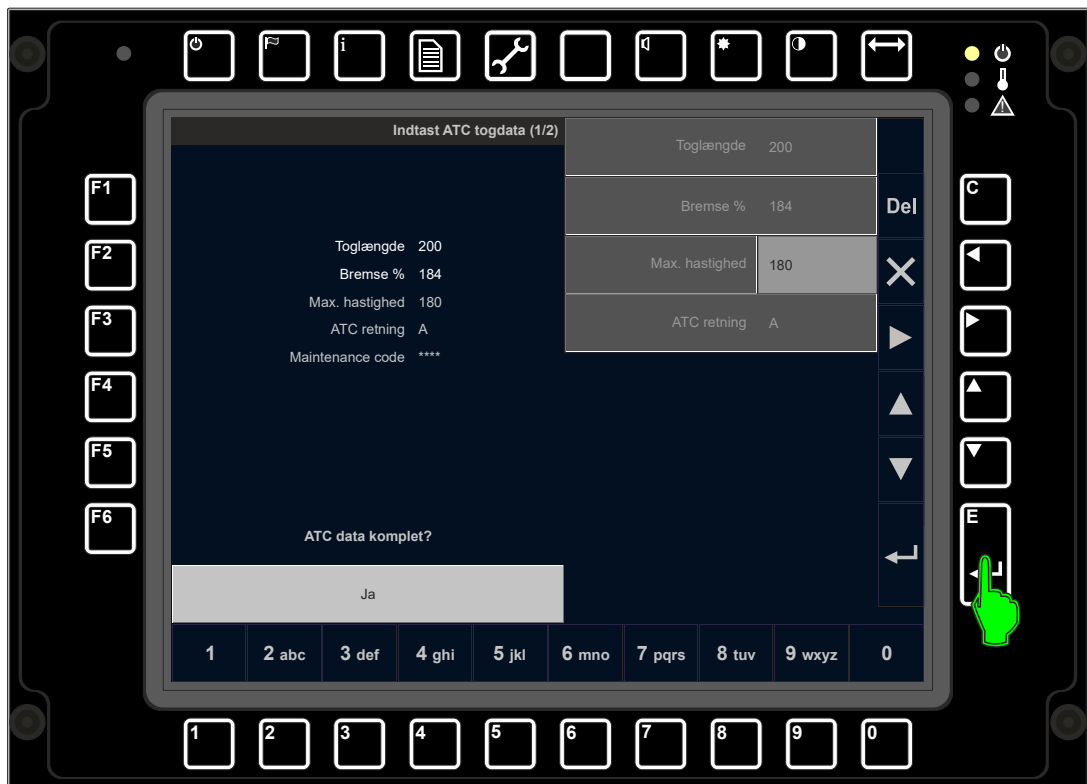 i
Indtast ATC togdata (1/2)
Toglængde 200
Bremse % 184
Max. hastighed 180
ATC retning A
Toglængde 200
Bremse % 184
Max. hastighed 180
ATC retning A
Maintenance code ****
ATC data komplet?
Ja
Del
1 2 abc 3 def 4 ghi 5 jkl 6 mno 7 pqrs 8 tuv 9 wxyz 0
F1
F2
F3
F4
F5
F6
C
E
1 2 3 4 5 6 7 8 9 0